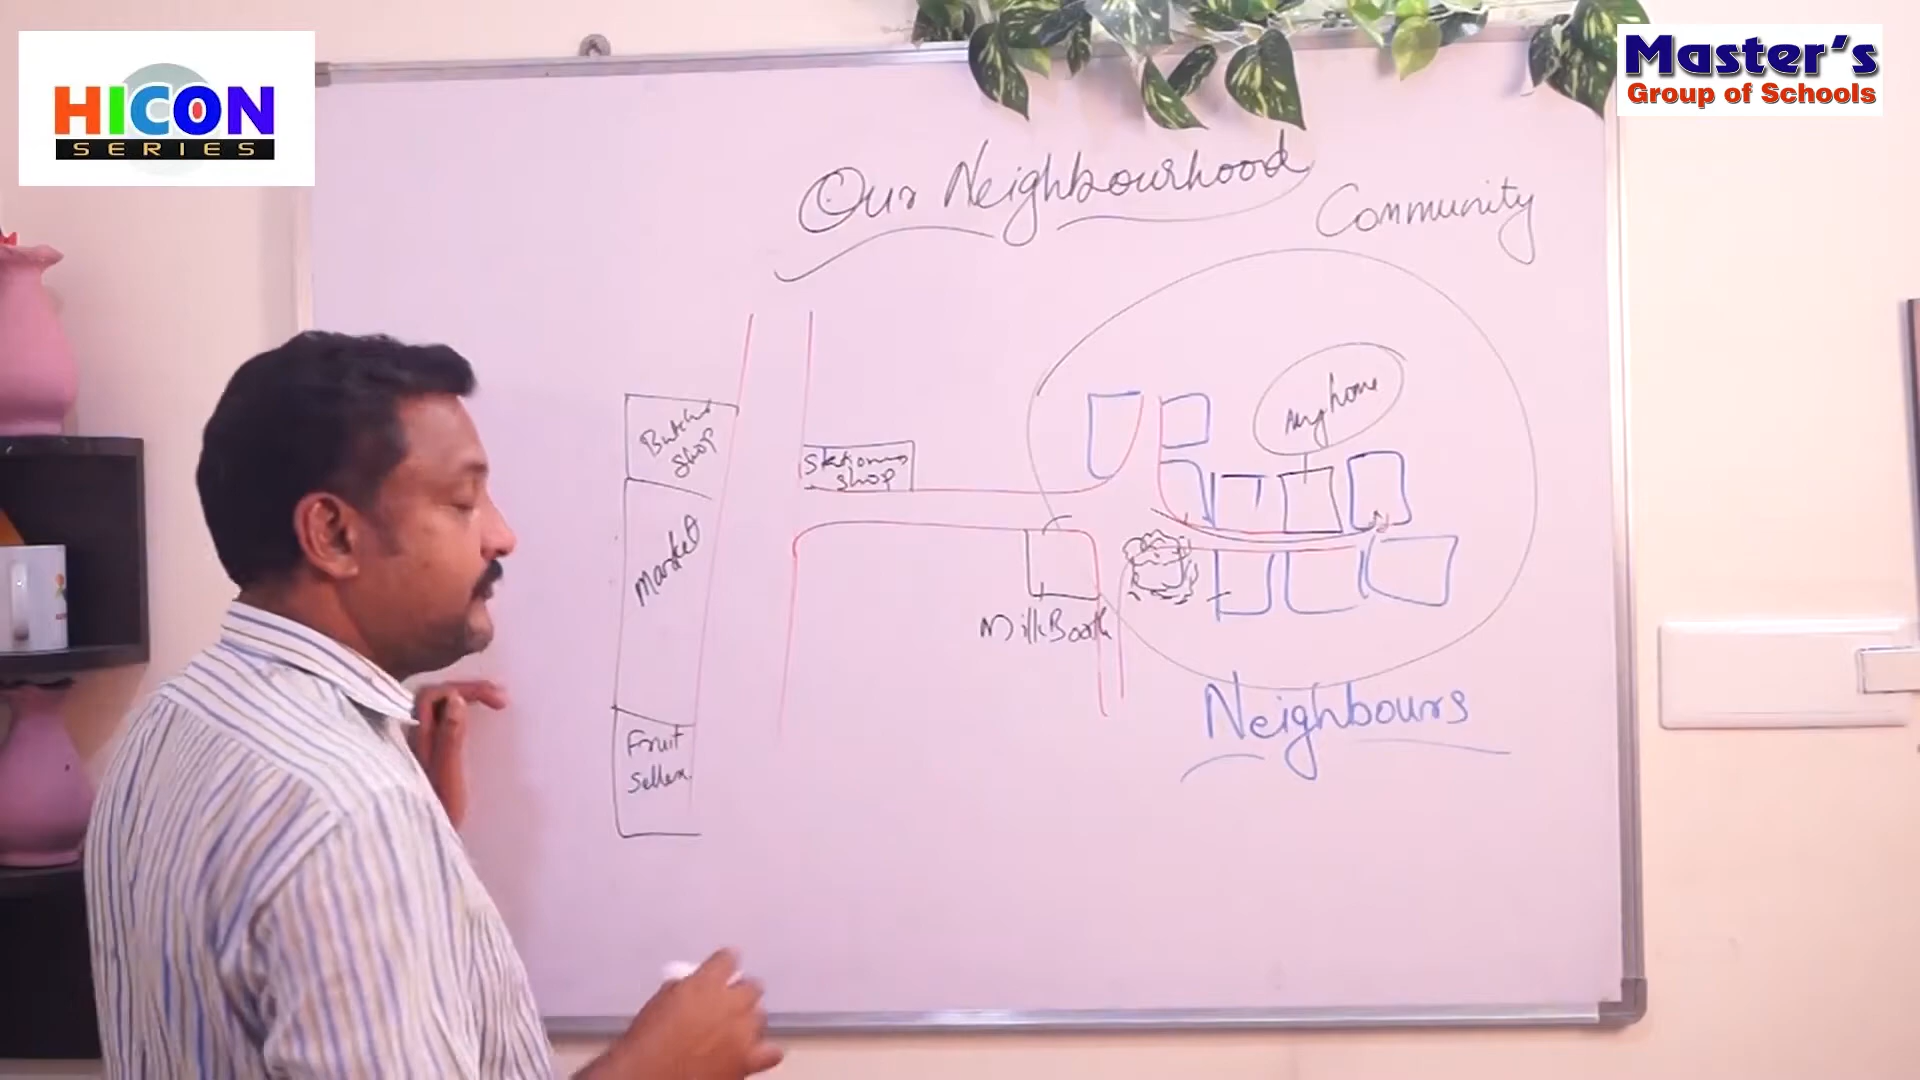 HICON
SERIES
Master's
Group of Schools
Our Neighbourhood
Community
my home
Butcher
shop
Stationary
shop
Market
Milk Booth
Neighbours
Fruit
Seller